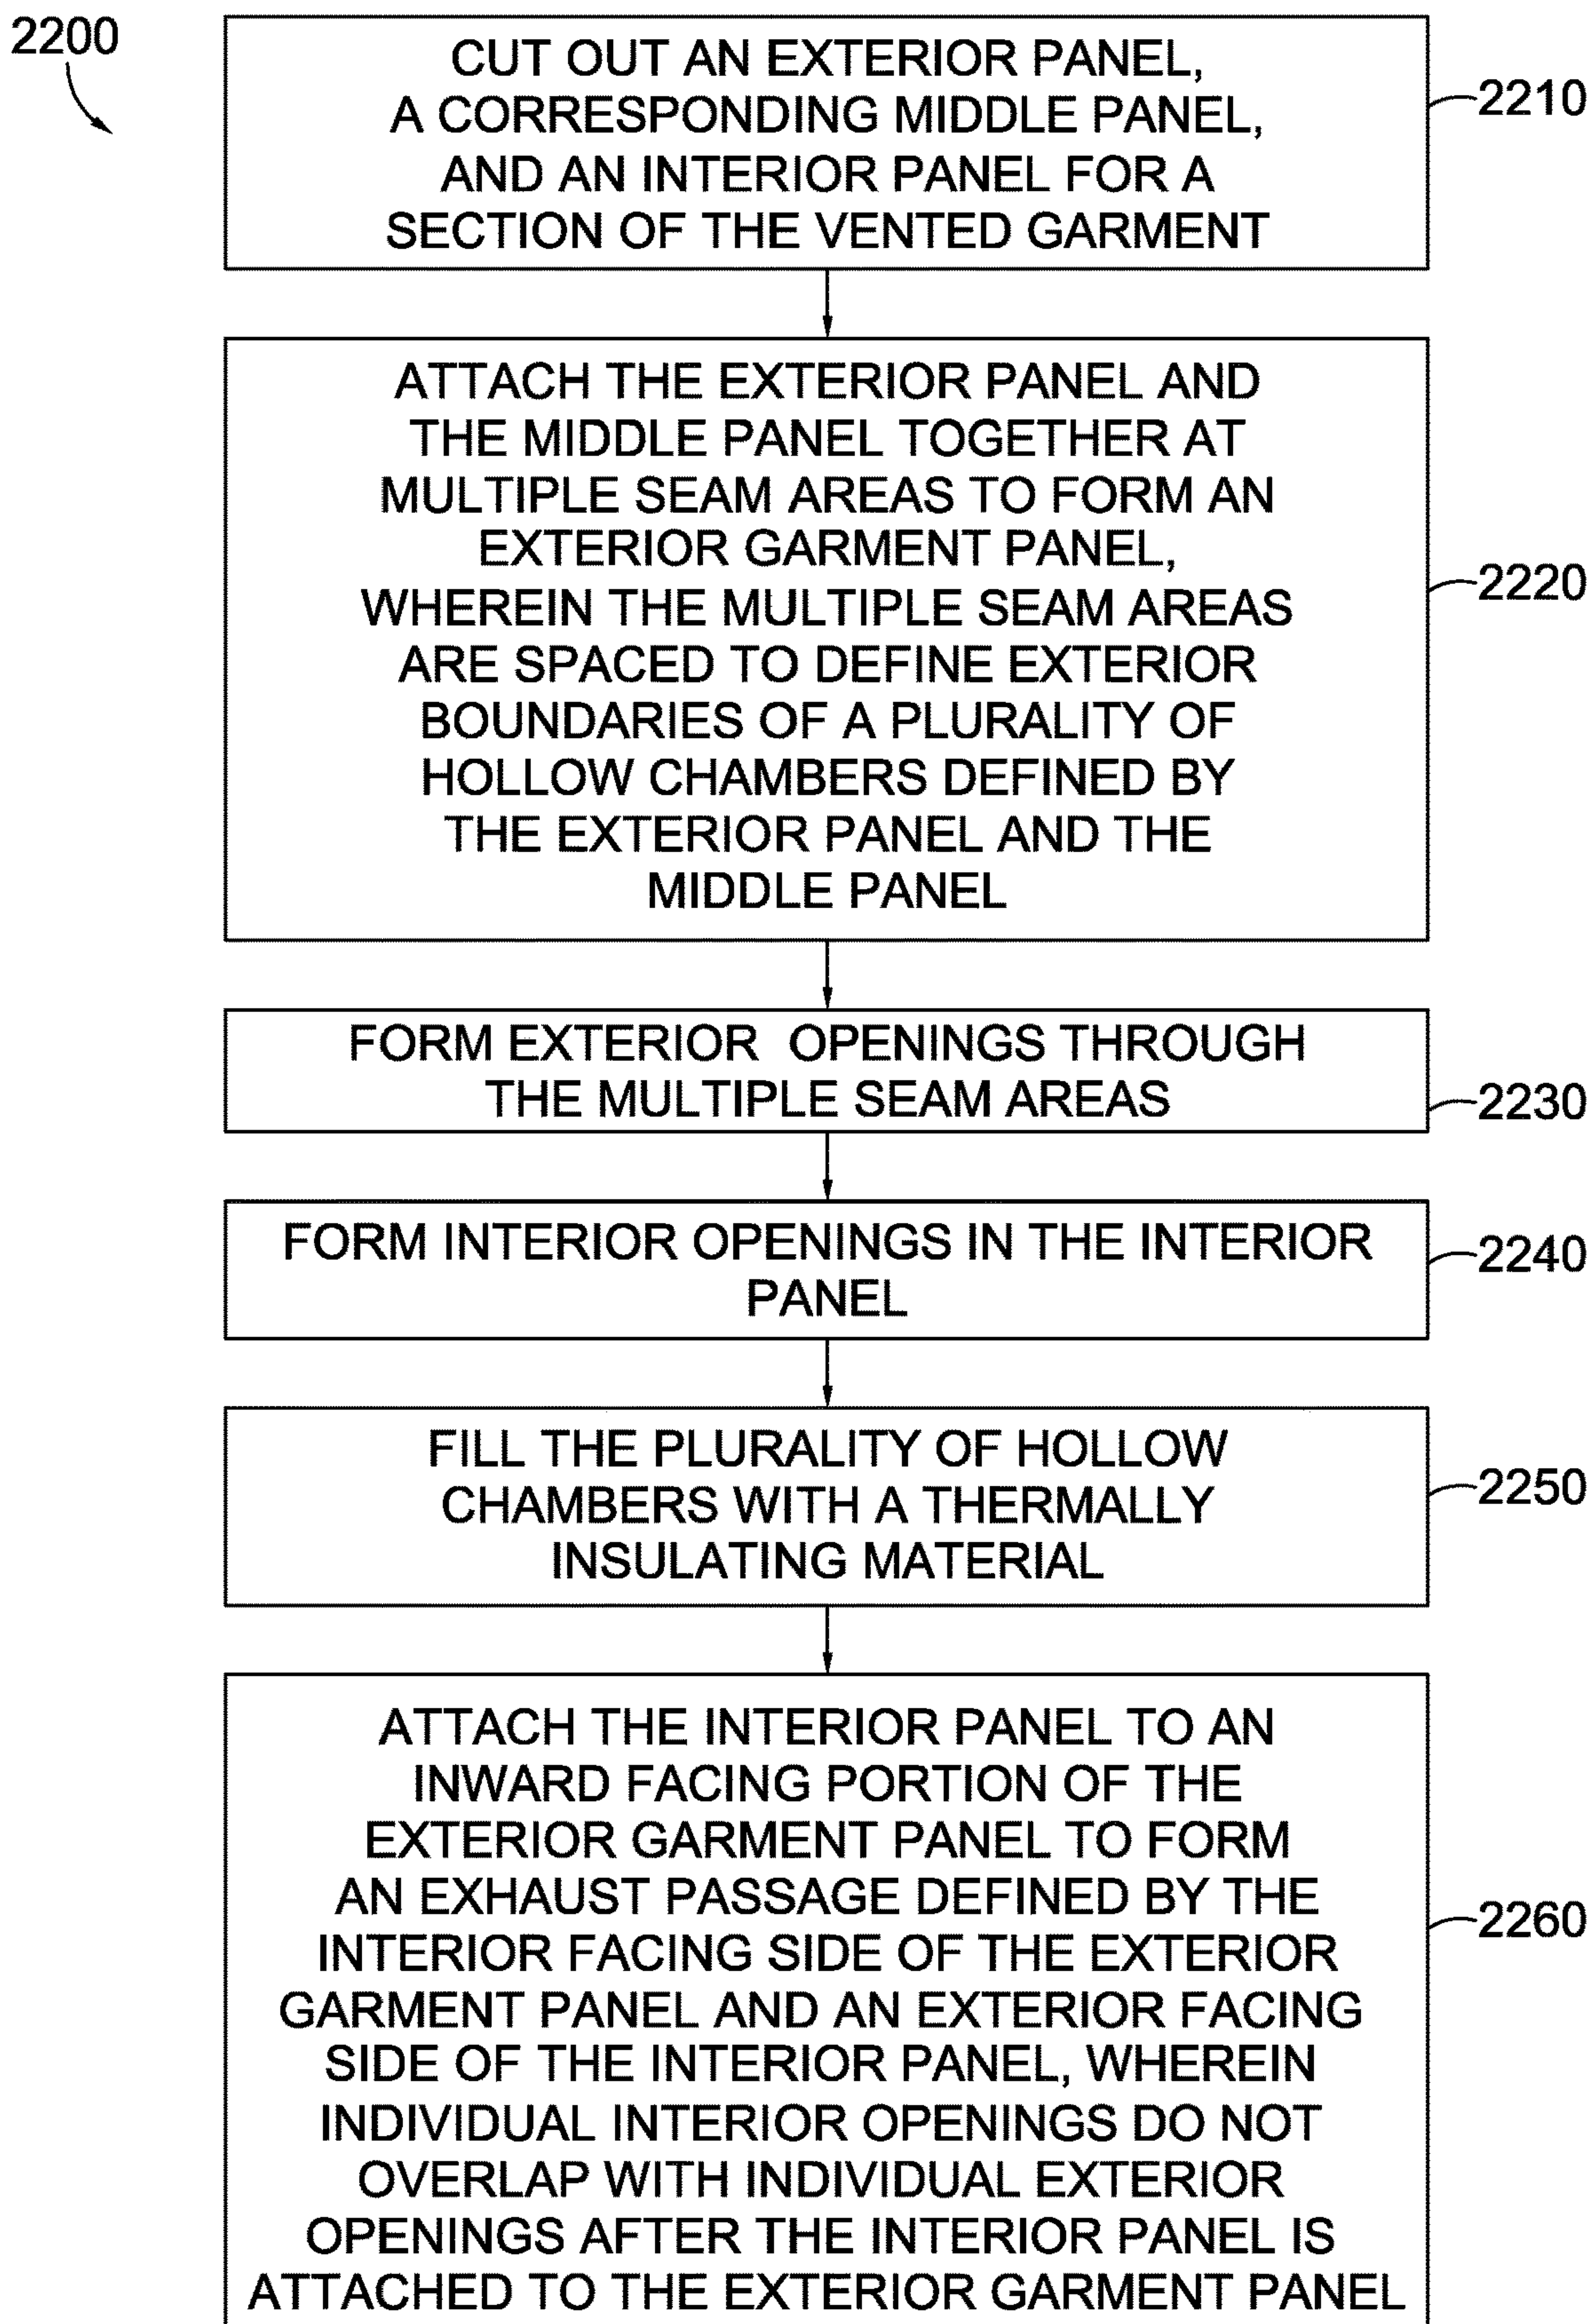 2200
CUT OUT AN EXTERIOR PANEL,
A CORRESPONDING MIDDLE PANEL,
AND AN INTERIOR PANEL FOR A
SECTION OF THE VENTED GARMENT
2210
ATTACH THE EXTERIOR PANEL AND
THE MIDDLE PANEL TOGETHER AT
MULTIPLE SEAM AREAS TO FORM AN
EXTERIOR GARMENT PANEL,
WHEREIN THE MULTIPLE SEAM AREAS
ARE SPACED TO DEFINE EXTERIOR
BOUNDARIES OF A PLURALITY OF
HOLLOW CHAMBERS DEFINED BY
THE EXTERIOR PANEL AND THE
MIDDLE PANEL
2220
FORM EXTERIOR OPENINGS THROUGH
THE MULTIPLE SEAM AREAS
2230
FORM INTERIOR OPENINGS IN THE INTERIOR
PANEL
2240
FILL THE PLURALITY OF HOLLOW
CHAMBERS WITH A THERMALLY
INSULATING MATERIAL
2250
ATTACH THE INTERIOR PANEL TO AN
INWARD FACING PORTION OF THE
EXTERIOR GARMENT PANEL TO FORM
AN EXHAUST PASSAGE DEFINED BY THE
INTERIOR FACING SIDE OF THE EXTERIOR
GARMENT PANEL AND AN EXTERIOR FACING
SIDE OF THE INTERIOR PANEL, WHEREIN
INDIVIDUAL INTERIOR OPENINGS DO NOT
OVERLAP WITH INDIVIDUAL EXTERIOR
OPENINGS AFTER THE INTERIOR PANEL IS
ATTACHED TO THE EXTERIOR GARMENT PANEL
2260